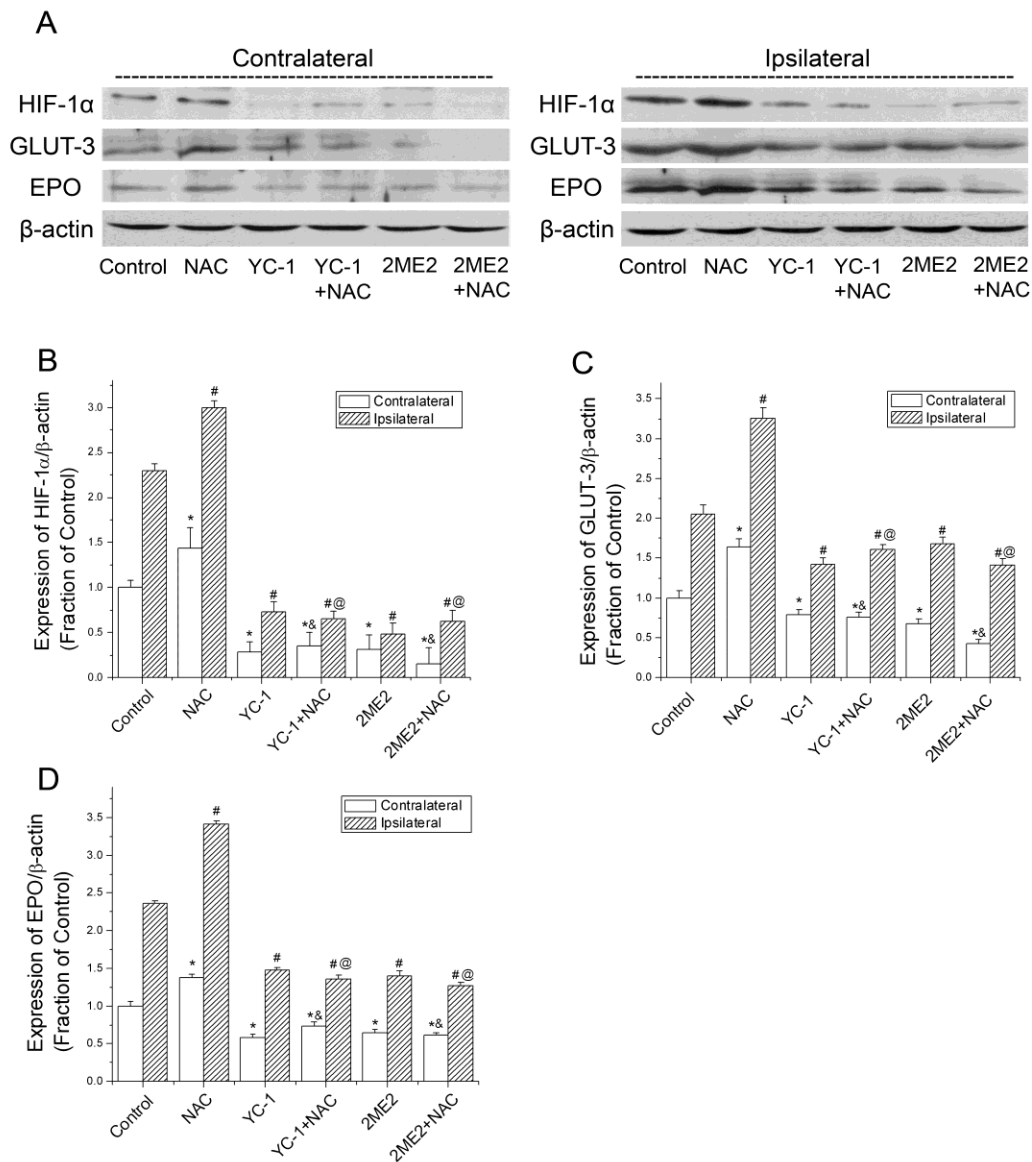 A
Contralateral
Ipsilateral
HIF-1α
GLUT-3
EPO
β-actin
Control NAC YC-1 YC-1 +NAC 2ME2 2ME2 +NAC
HIF-1α
GLUT-3
EPO
β-actin
Control NAC YC-1 YC-1 +NAC 2ME2 2ME2 +NAC
B
Expression of HIF-1α/β-actin
(Fraction of Control)
3.0
2.5
2.0
1.5
1.0
0.5
0.0
Contralateral
Ipsilateral
* # * # *& #@ * # *& #@
Control NAC YC-1 YC-1+NAC 2ME2 2ME2+NAC
C
Expression of GLUT-3/β-actin
(Fraction of Control)
3.5
3.0
2.5
2.0
1.5
1.0
0.5
0.0
Contralateral
Ipsilateral
* # * # *& #@ * # *& #@
Control NAC YC-1 YC-1+NAC 2ME2 2ME2+NAC
D
Expression of EPO/β-actin
(Fraction of Control)
3.5
3.0
2.5
2.0
1.5
1.0
0.5
0.0
Contralateral
Ipsilateral
* # * # *& #@ * # *& #@
Control NAC YC-1 YC-1+NAC 2ME2 2ME2+NAC